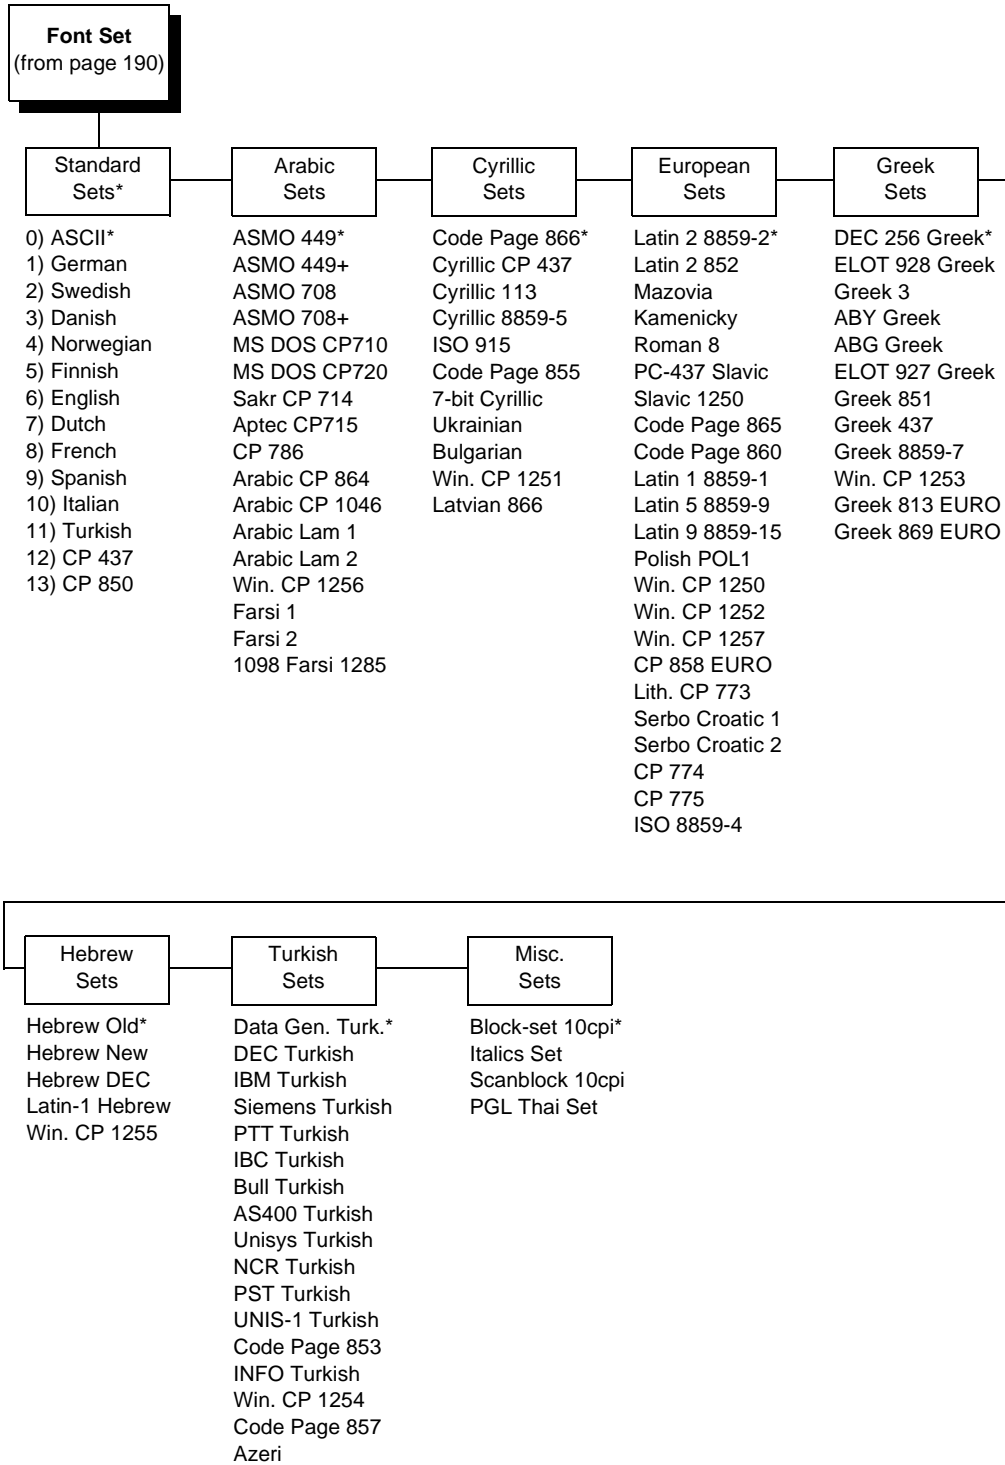 Font Set
(from page 190)
Standard
Sets*
0) ASCII*
1) German
2) Swedish
3) Danish
4) Norwegian
5) Finnish
6) English
7) Dutch
8) French
9) Spanish
10) Italian
11) Turkish
12) CP 437
13) CP 850
Arabic
Sets
ASMO 449*
ASMO 449+
ASMO 708
ASMO 708+
MS DOS CP710
MS DOS CP720
Sakr CP 714
Aptec CP715
CP 786
Arabic CP 864
Arabic CP 1046
Arabic Lam 1
Arabic Lam 2
Win. CP 1256
Farsi 1
Farsi 2
1098 Farsi 1285
Cyrillic
Sets
Code Page 866*
Cyrillic CP 437
Cyrillic 113
Cyrillic 8859-5
ISO 915
Code Page 855
7-bit Cyrillic
Ukrainian
Bulgarian
Win. CP 1251
Latvian 866
European
Sets
Latin 2 8859-2*
Latin 2 852
Mazovia
Kamenicky
Roman 8
PC-437 Slavic
Slavic 1250
Code Page 865
Code Page 860
Latin 1 8859-1
Latin 5 8859-9
Latin 9 8859-15
Polish POL1
Win. CP 1250
Win. CP 1252
Win. CP 1257
CP 858 EURO
Lith. CP 773
Serbo Croatic 1
Serbo Croatic 2
CP 774
CP 775
ISO 8859-4
Greek
Sets
DEC 256 Greek*
ELOT 928 Greek
Greek 3
ABY Greek
ABG Greek
ELOT 927 Greek
Greek 851
Greek 437
Greek 8859-7
Win. CP 1253
Greek 813 EURO
Greek 869 EURO
Hebrew
Sets
Hebrew Old*
Hebrew New
Hebrew DEC
Latin-1 Hebrew
Win. CP 1255
Turkish
Sets
Data Gen. Turk.*
DEC Turkish
IBM Turkish
Siemens Turkish
PTT Turkish
IBC Turkish
Bull Turkish
AS400 Turkish
Unisys Turkish
NCR Turkish
PST Turkish
UNIS-1 Turkish
Code Page 853
INFO Turkish
Win. CP 1254
Code Page 857
Azeri
Misc.
Sets
Block-set 10cpi*
Italics Set
Scanblock 10cpi
PGL Thai Set